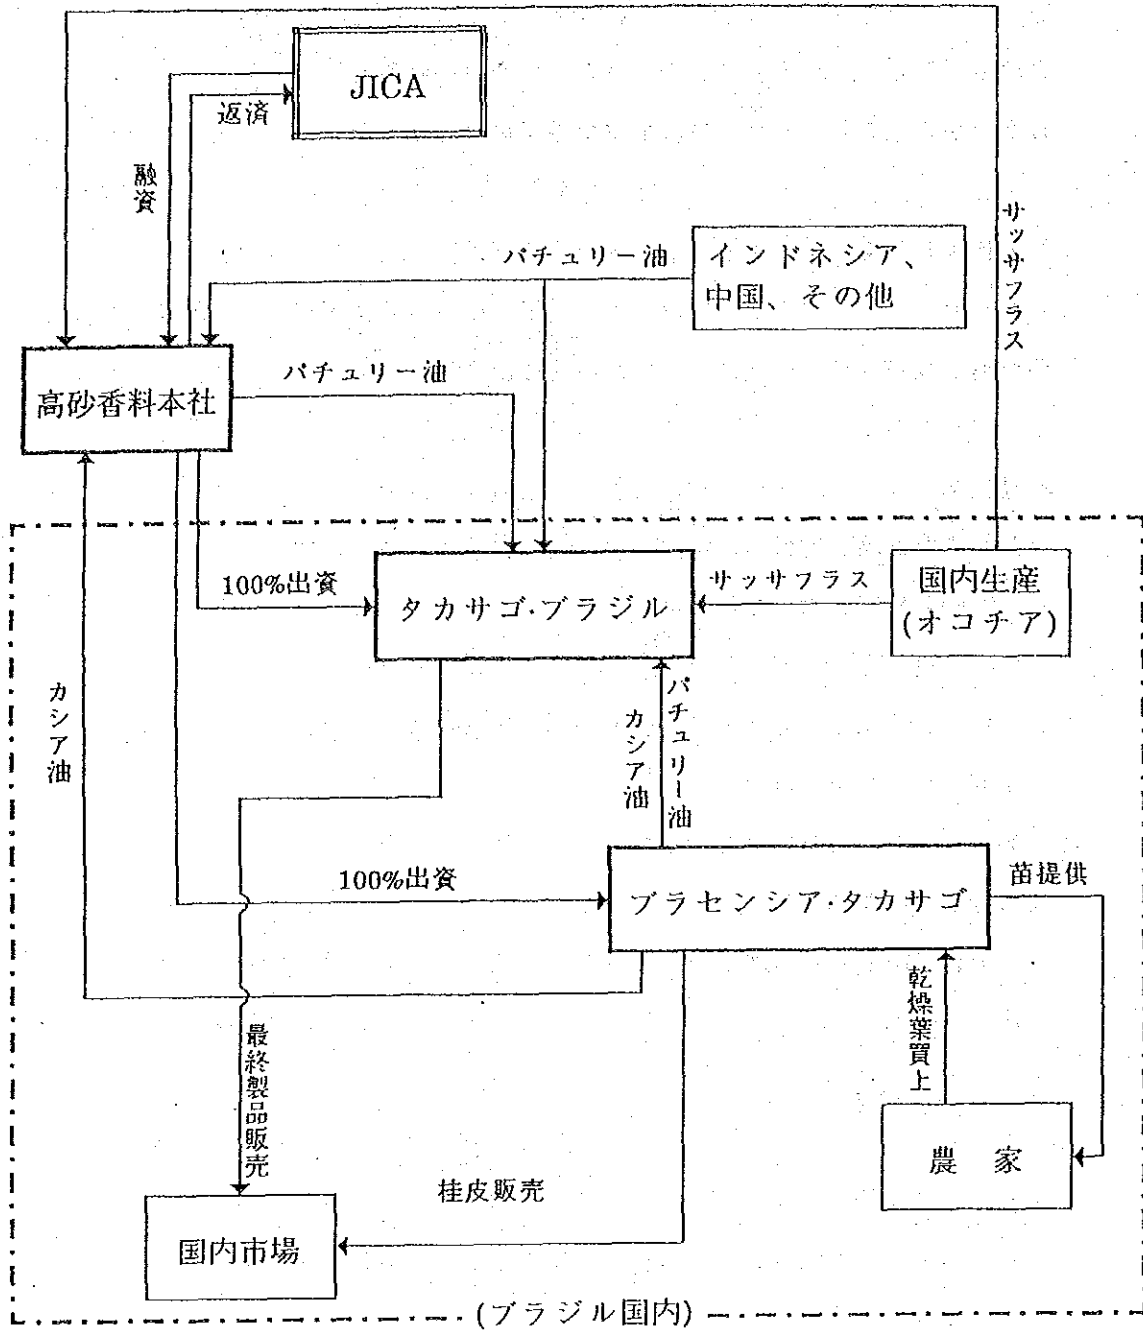 JICA
返済
融資
サッサフラス
パチュリー油
インドネシア、
中国、その他
高砂香料本社
パチュリー油
100%出資
タカサゴ・ブラジル
サッサフラス
国内生産
(オコチア)
カシア油
カシア油
パチュリー油
100%出資
ブラセンシア・タカサゴ
苗提供
乾燥葉買上
最終製品販売
農 家
桂皮販売
国内市場
(ブラジル国内)